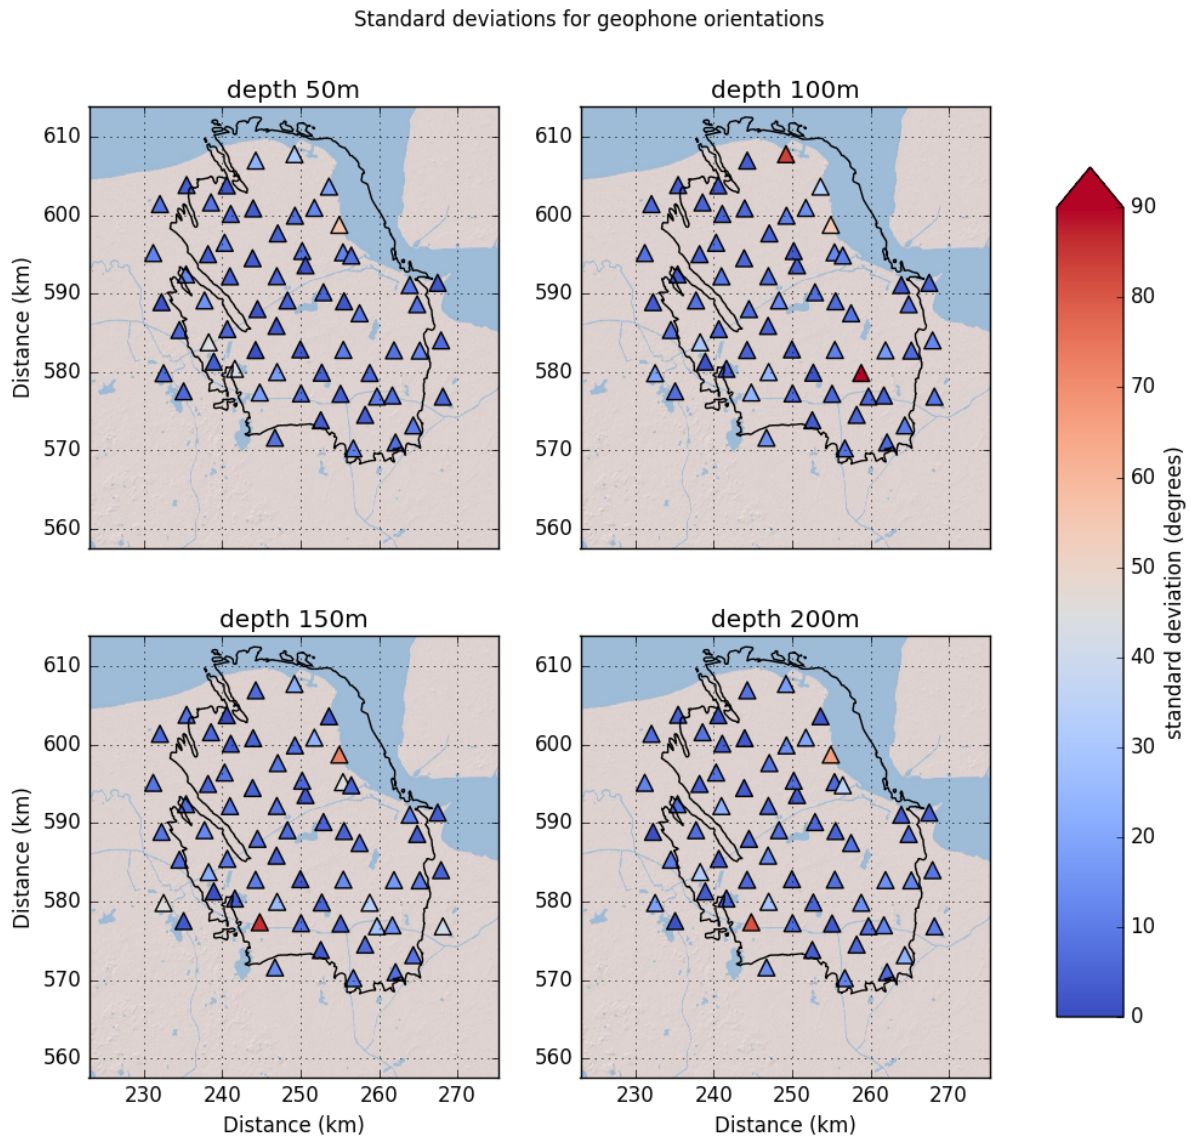 Standard deviations for geophone orientations
depth 50m
depth 100m
610
600
590
580
570
560
Distance (km)
610
600
590
580
570
560
90
80
70
60
50
40
30
20
10
0
standard deviation (degrees)
depth 150m
depth 200m
610
600
590
580
570
560
Distance (km)
230 240 250 260 270
Distance (km)
610
600
590
580
570
560
230 240 250 260 270
Distance (km)